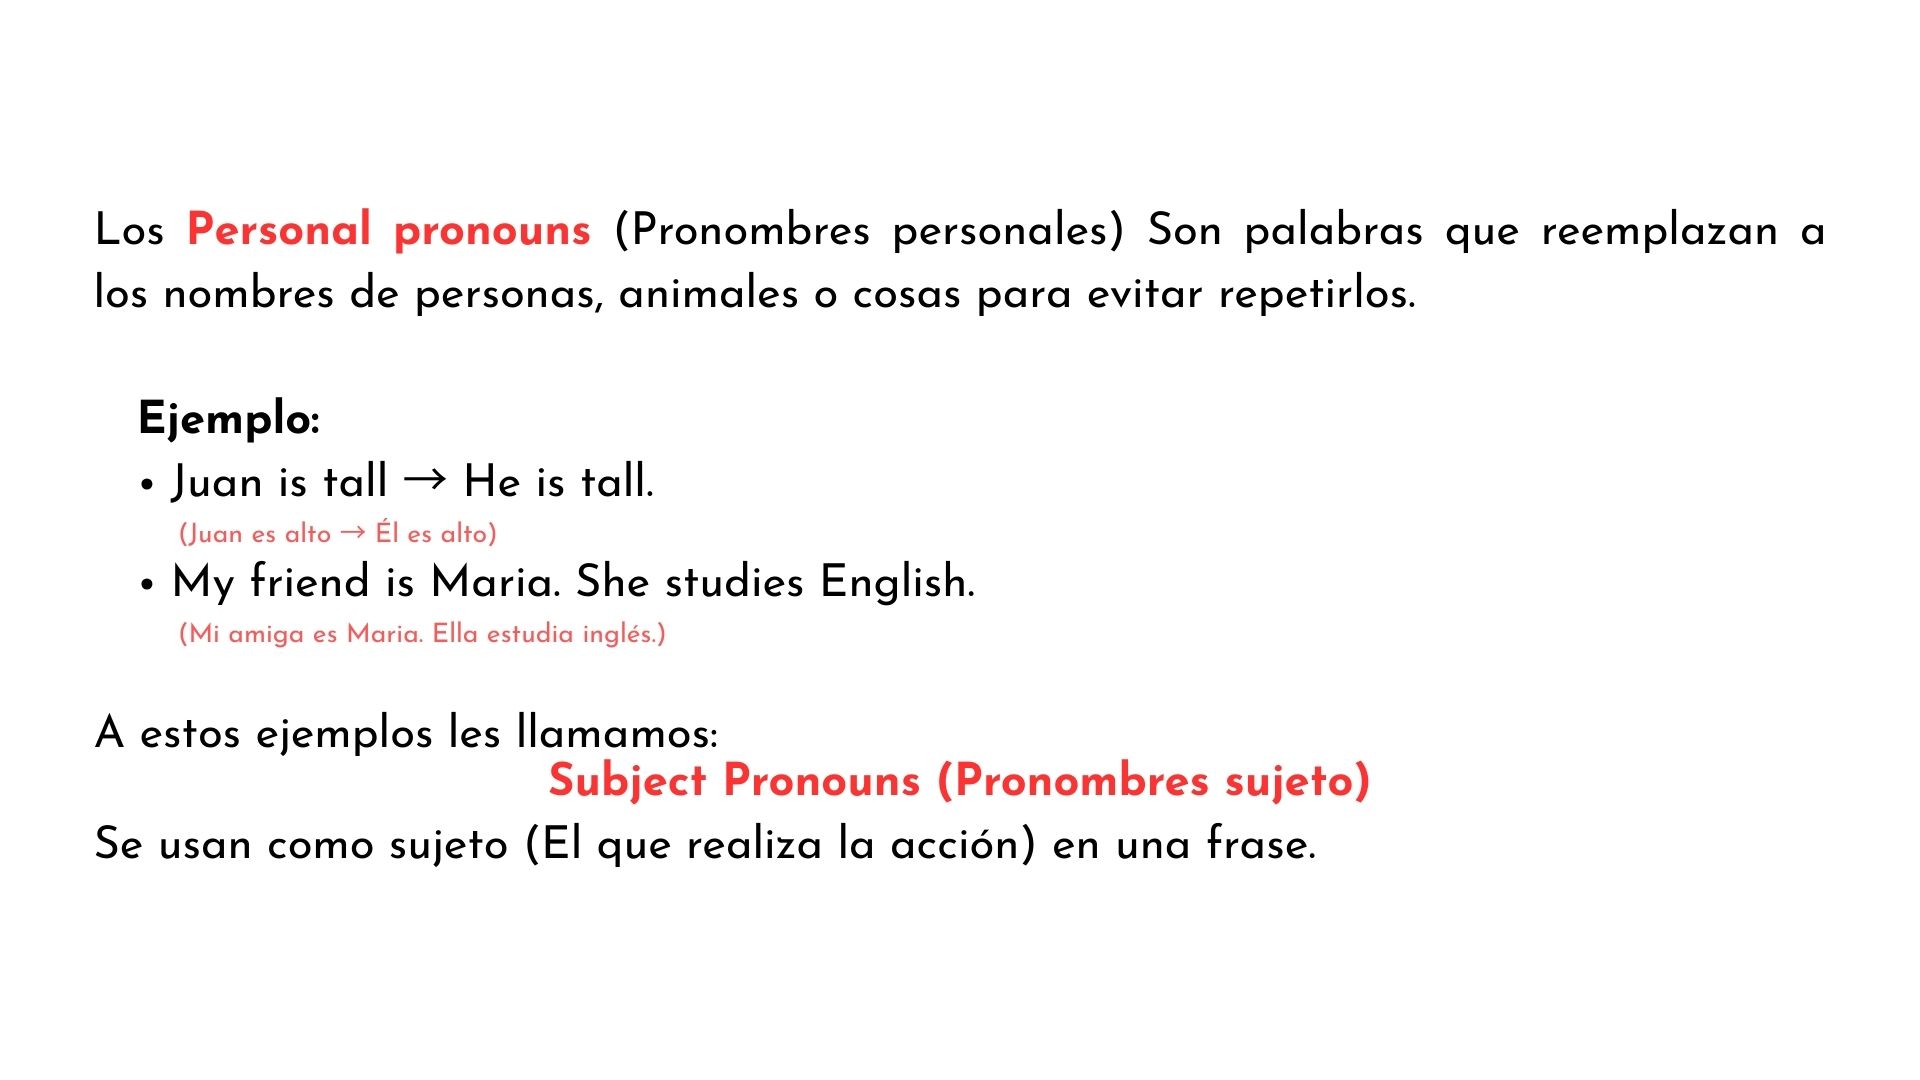 Los Personal pronouns (Pronombres personales) Son palabras que reemplazan a
los nombres de personas, animales o cosas para evitar repetirlos.
Ejemplo:
• Juan is tall → He is tall.
(Juan es alto → Él es alto)
• My friend is Maria. She studies English.
(Mi amiga es Maria. Ella estudia inglés.)
A estos ejemplos les llamamos:
Subject Pronouns (Pronombres sujeto)
Se usan como sujeto (El que realiza la acción) en una frase.